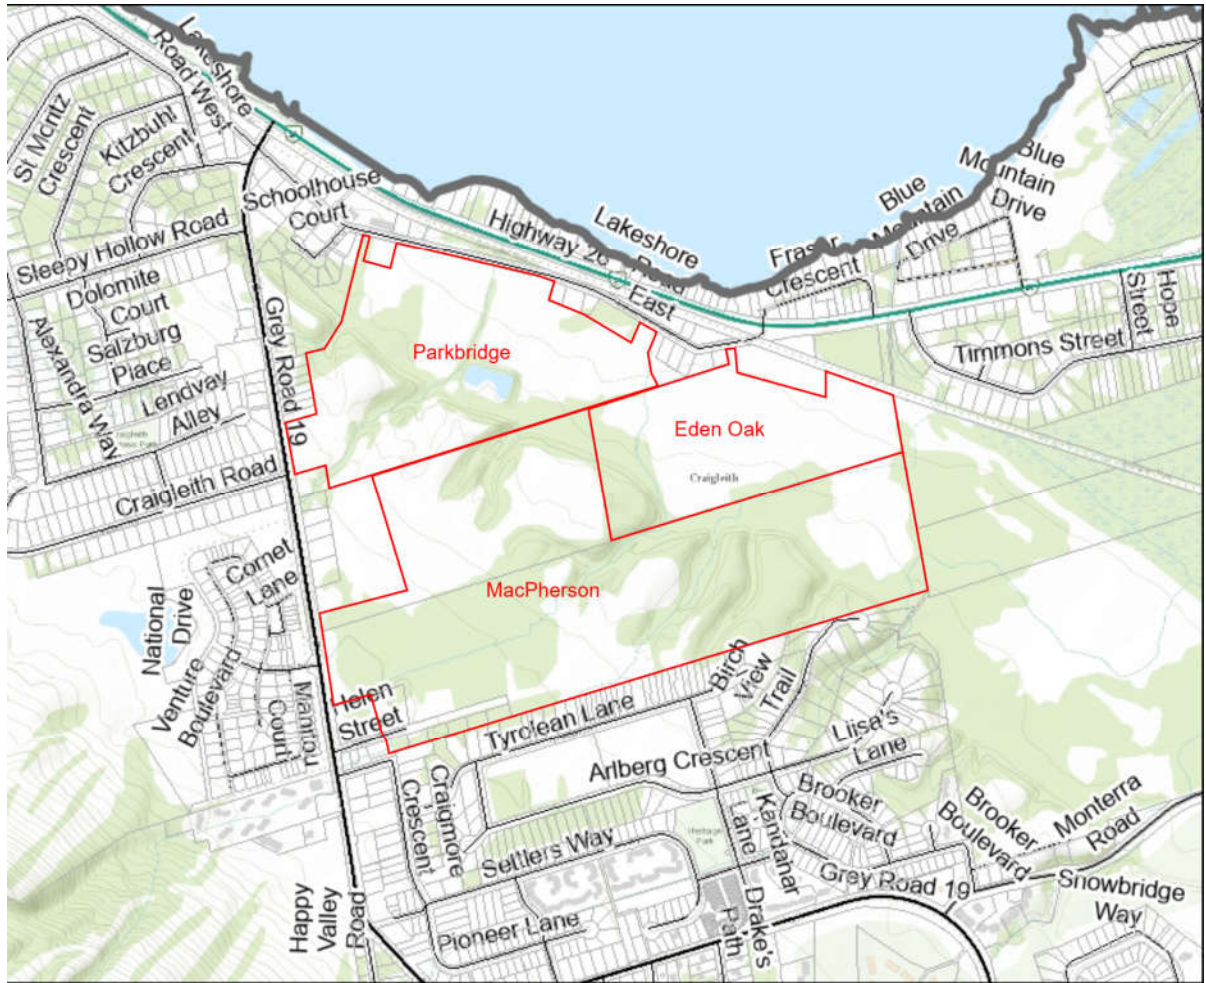 Lakeshore
Road West
St Moritz
Crescent
Kitzbuhl
Crescent
Schoolhouse
Court
Sleepy Hollow Road
Dolomite
Court
Salzburg
Place
Alexandra Way
Lendvay
Alley
Grey Road 19
Craigleith Road
Highway 26
Lakeshore
Road
East
Fraser
Crescent
Blue
Mountain
Drive
Blue
Mountain
Drive
Timmons Street
Hope
Street
Parkbridge
Eden Oak
Craigleith
MacPherson
Comet
Lane
National
Drive
Venture
Boulevard
Manitou
Court
Helen
Street
Tyrolean Lane
Birch
View
Trail
Arlberg Crescent
Liisa's
Lane
Craigmore
Crescent
Settlers Way
Heritage
Park
Kandahar
Lane
Brooker
Boulevard
Brooker
Boulevard
Monterra
Road
Grey Road 19
Snowbridge
Way
Drake's
Path
Pioneer Lane
Happy
Valley
Road